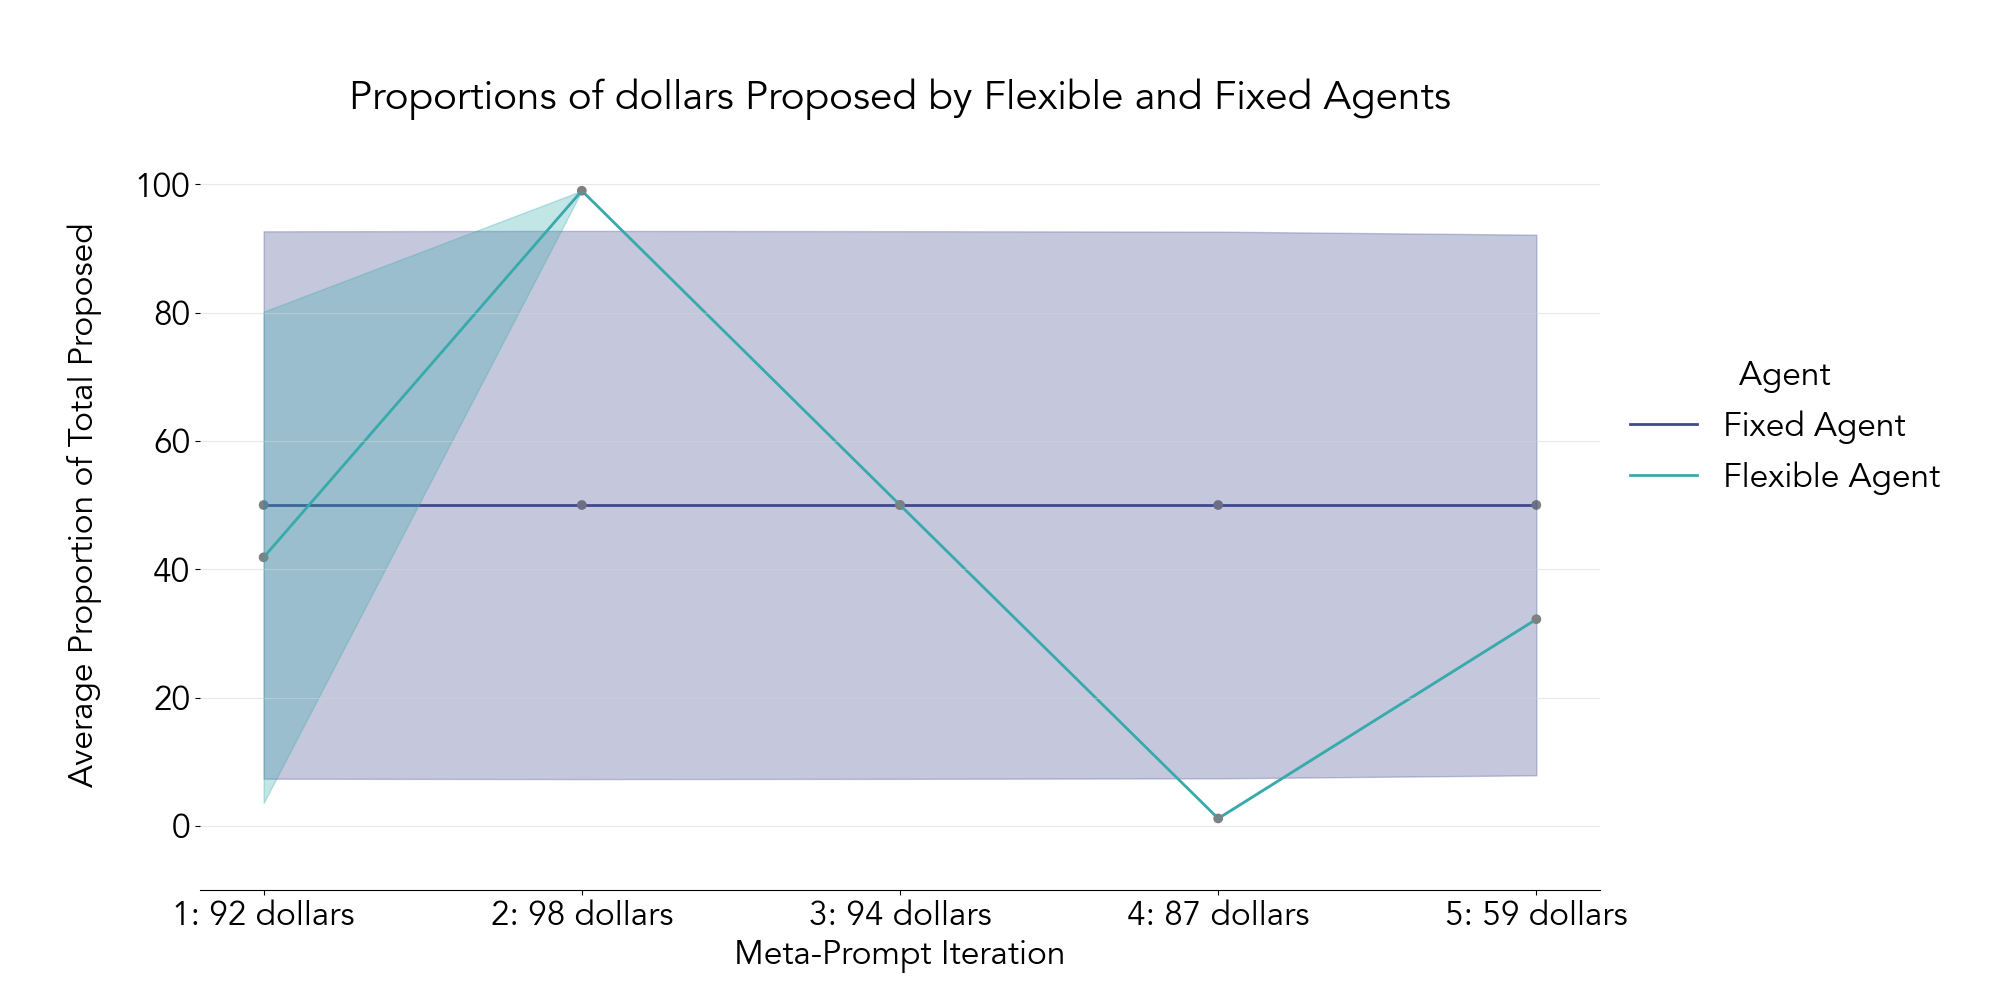 Proportions of dollars Proposed by Flexible and Fixed Agents
Average Proportion of Total Proposed
100
80
60
40
20
0
1: 92 dollars
2: 98 dollars
3: 94 dollars
4: 87 dollars
5: 59 dollars
Meta-Prompt Iteration
Agent
Fixed Agent
Flexible Agent